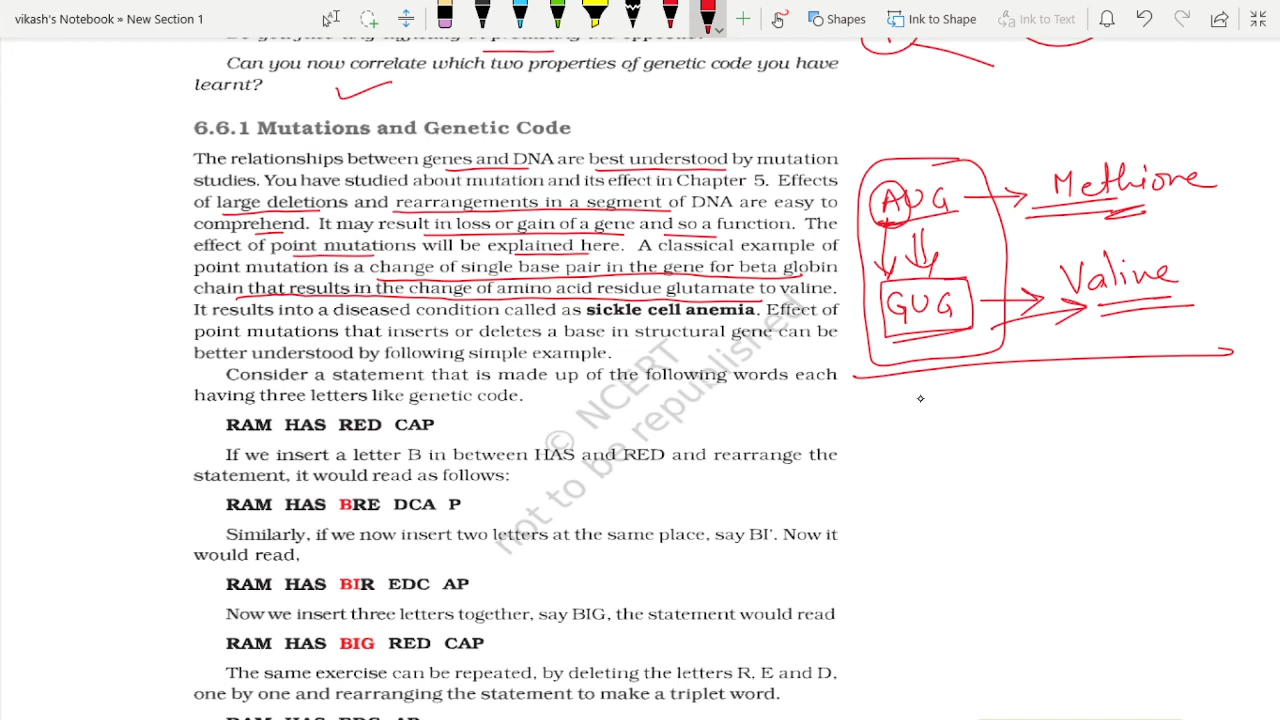 vikash's Notebook » New Section 1
Shapes
Ink to Shape
Ink to Text
Can you now correlate which two properties of genetic code you have
learnt?
6.6.1 Mutations and Genetic Code
The relationships between genes and DNA are best understood by mutation
studies. You have studied about mutation and its effect in Chapter 5. Effects
of large deletions and rearrangements in a segment of DNA are easy to
comprehend. It may result in loss or gain of a gene and so a function. The
effect of point mutations will be explained here. A classical example of
point mutation is a change of single base pair in the gene for beta globin
chain that results in the change of amino acid residue glutamate to valine.
It results into a diseased condition called as sickle cell anemia. Effect of
point mutations that inserts or deletes a base in structural gene can be
better understood by following simple example.
Consider a statement that is made up of the following words each
having three letters like genetic code.
RAM HAS RED CAP
If we insert a letter B in between HAS and RED and rearrange the
statement, it would read as follows:
RAM HAS BRE DCA P
Similarly, if we now insert two letters at the same place, say BI'. Now it
would read,
RAM HAS BIR EDC AP
Now we insert three letters together, say BIG, the statement would read
RAM HAS BIG RED CAP
The same exercise can be repeated, by deleting the letters R, E and D,
one by one and rearranging the statement to make a triplet word.
RAM HAS EDC AP
© NCERT
not to be republished
AUG Methione
GUG Valine